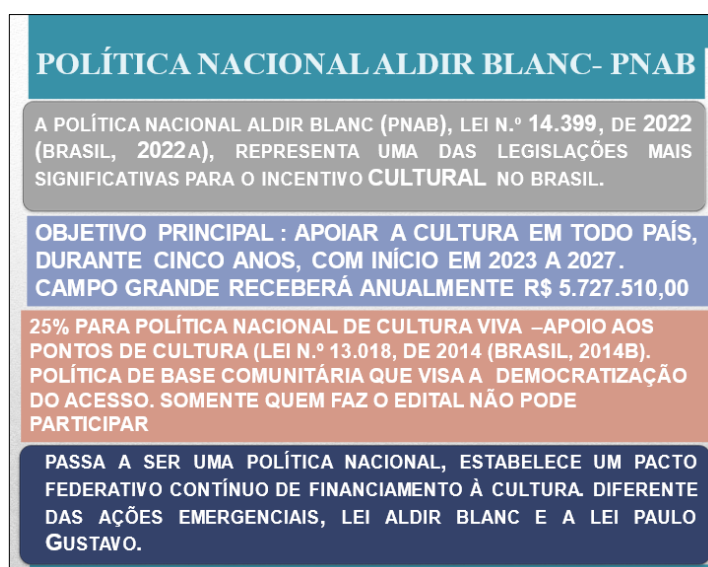 POLÍTICA NACIONAL ALDIR BLANC- PNAB
A POLÍTICA NACIONAL ALDIR BLANC (PNAB), LEI N.º 14.399, DE 2022
(BRASIL, 2022A), REPRESENTA UMA DAS LEGISLAÇÕES MAIS
SIGNIFICATIVAS PARA O INCENTIVO CULTURAL NO BRASIL.
OBJETIVO PRINCIPAL : APOIAR A CULTURA EM TODO PAÍS,
DURANTE CINCO ANOS, COM INÍCIO EM 2023 A 2027.
CAMPO GRANDE RECEBERÁ ANUALMENTE R$ 5.727.510,00
25% PARA POLÍTICA NACIONAL DE CULTURA VIVA –APOIO AOS
PONTOS DE CULTURA (LEI N.º 13.018, DE 2014 (BRASIL, 2014B).
POLÍTICA DE BASE COMUNITÁRIA QUE VISA A DEMOCRATIZAÇÃO
DO ACESSO. SOMENTE QUEM FAZ O EDITAL NÃO PODE
PARTICIPAR
PASSA A SER UMA POLÍTICA NACIONAL, ESTABELECE UM PACTO
FEDERATIVO CONTÍNUO DE FINANCIAMENTO À CULTURA. DIFERENTE
DAS AÇÕES EMERGENCIAIS, LEI ALDIR BLANC E A LEI PAULO
GUSTAVO.